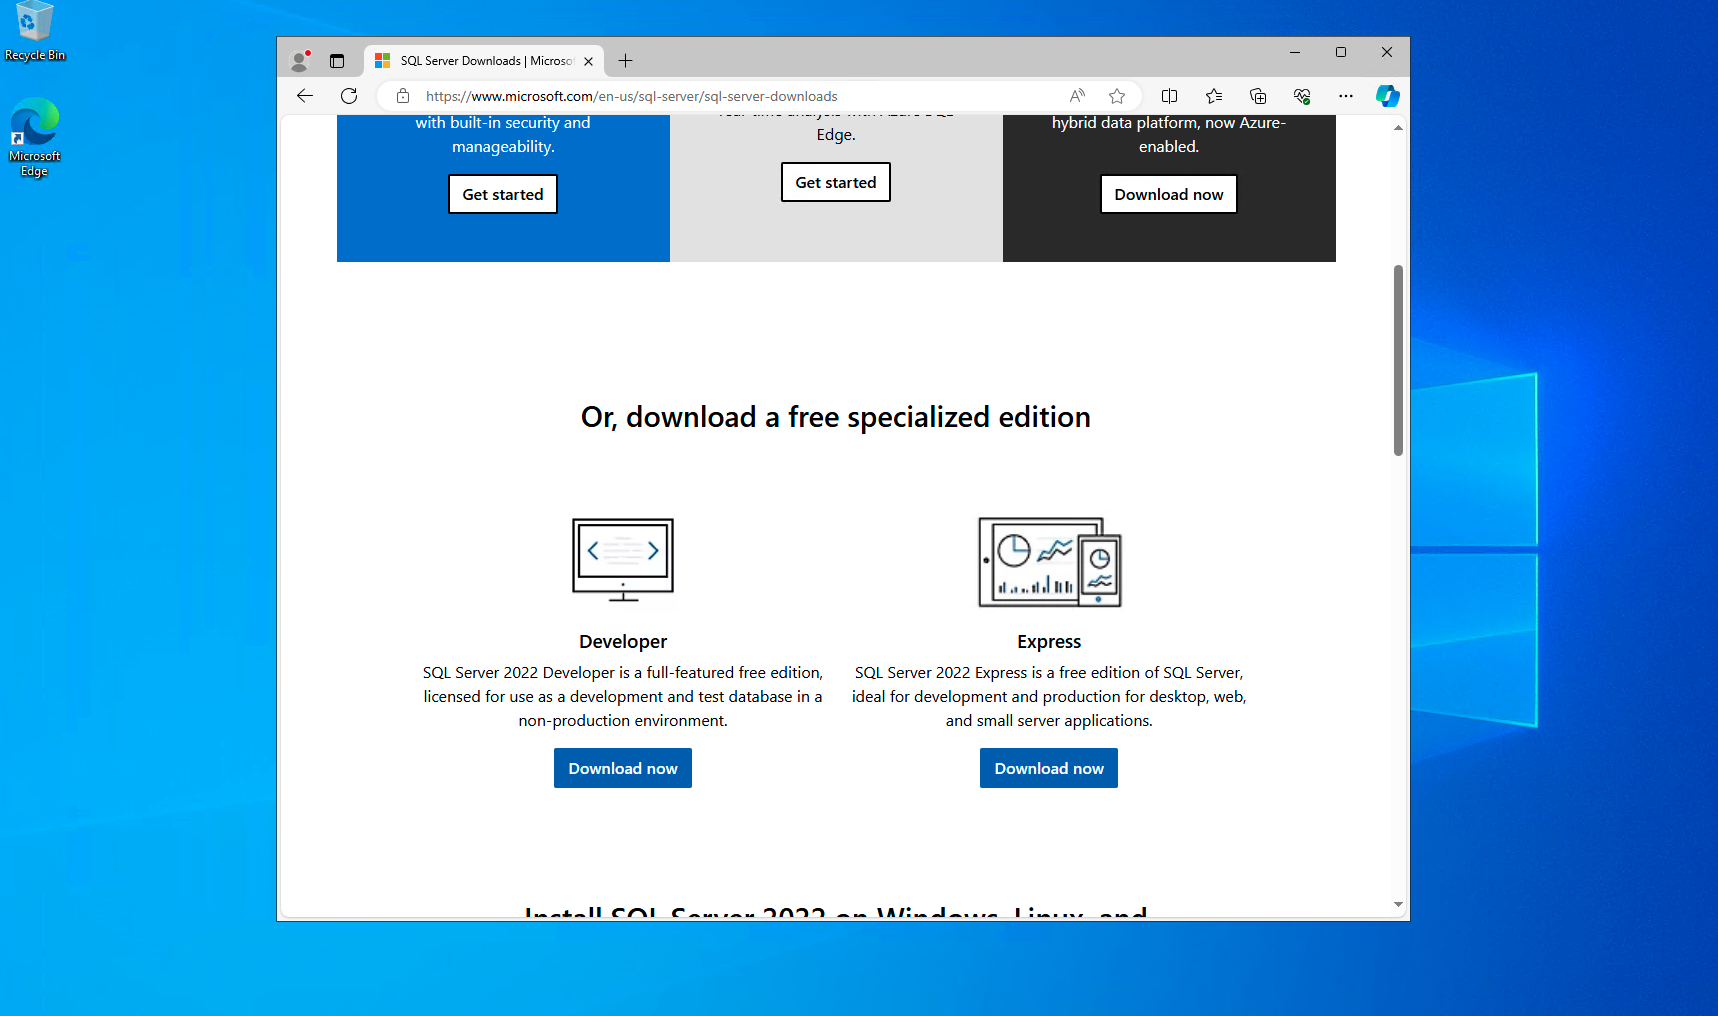 Recycle Bin
Microsoft
Edge
SQL Server Downloads | Microsof
https://www.microsoft.com/en-us/sql-server/sql-server-downloads
with built-in security and
manageability.
Get started
Edge.
Get started
hybrid data platform, now Azure-
enabled.
Download now
Or, download a free specialized edition
Developer
SQL Server 2022 Developer is a full-featured free edition,
licensed for use as a development and test database in a
non-production environment.
Download now
Express
SQL Server 2022 Express is a free edition of SQL Server,
ideal for development and production for desktop, web,
and small server applications.
Download now
Install SQL Server 2022 on Windows, Linux, and